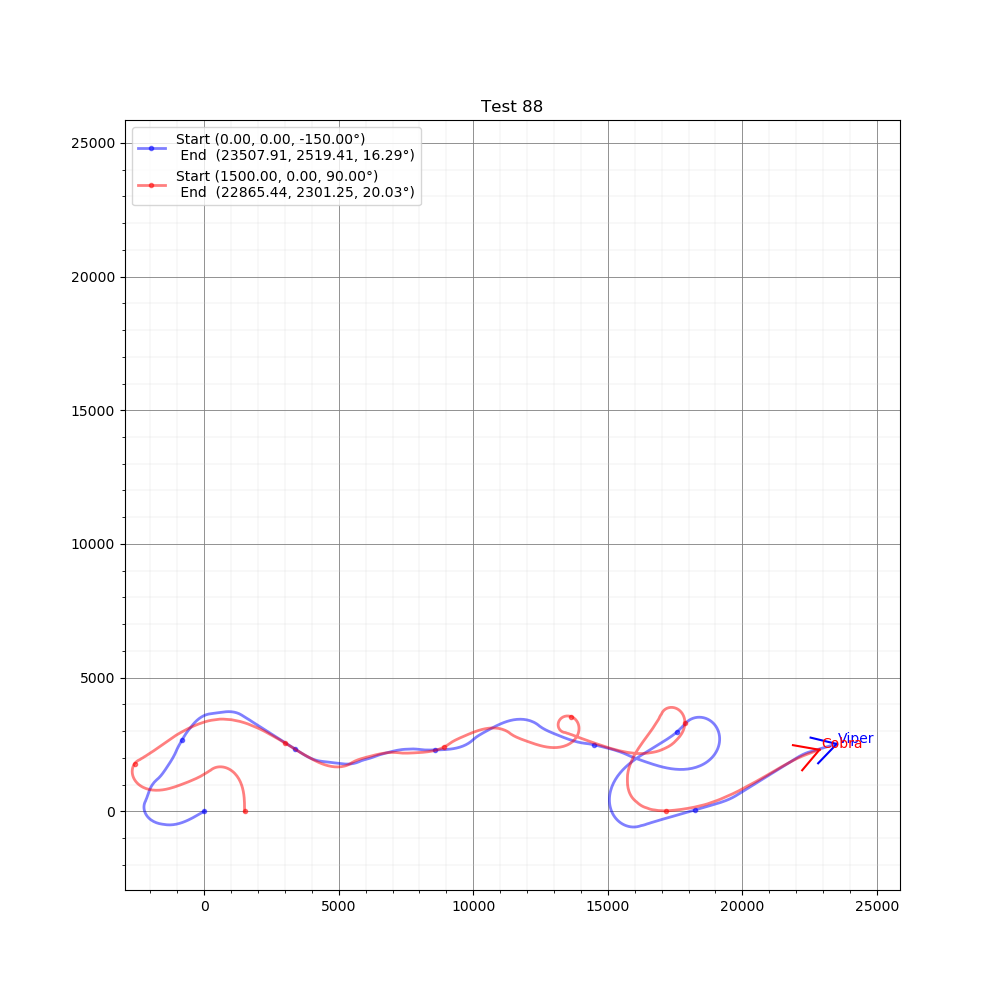 Test 88
Start (0.00, 0.00, -150.00°)
End (23507.91, 2519.41, 16.29°)
Start (1500.00, 0.00, 90.00°)
End (22865.44, 2301.25, 20.03°)
25000
20000
15000
10000
5000
0
Viper
Cobra
0 5000 10000 15000 20000 25000